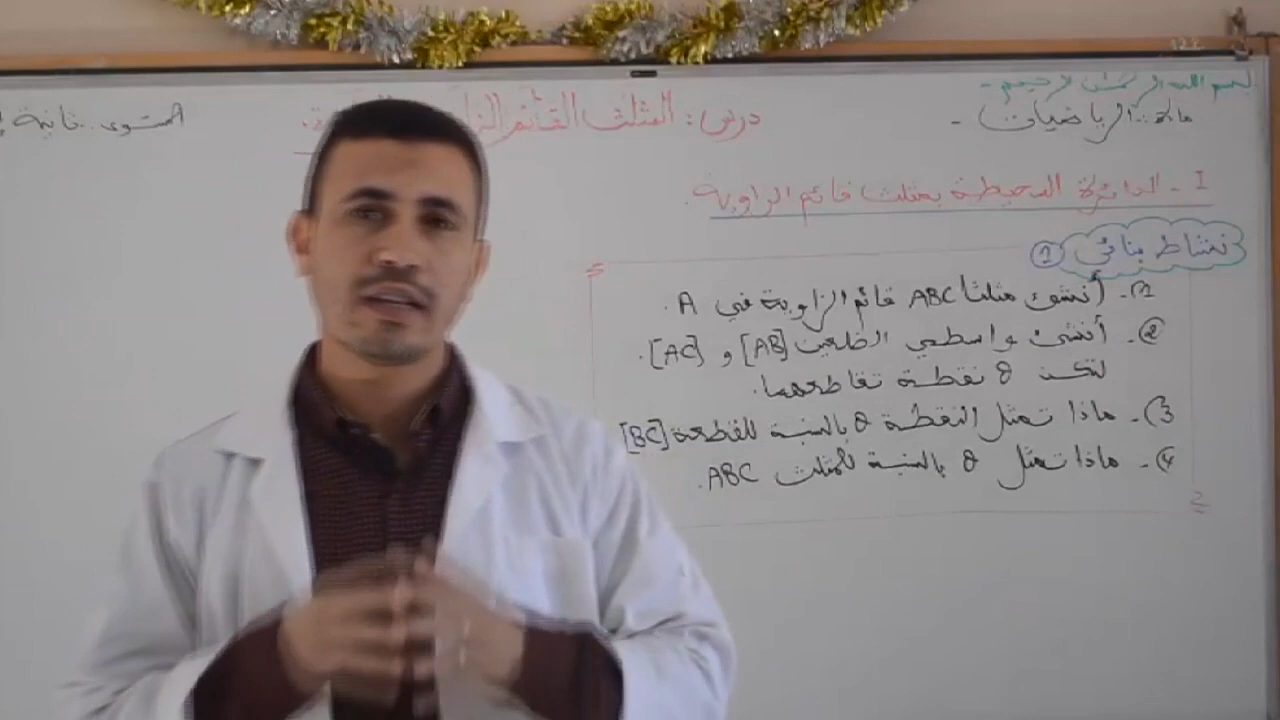 بسم الله الرحمن الرحيم -
مادة: الرياضيات -
درس: المثلث القائم
المستوى: ثانية
I - الدائرة المحيطة بمثلث قائم الزاوية.
نشاط بنائي ①
1) - أنشئ مثلثا ABC قائم الزاوية في A.
2) - أنشئ واسطي الضلعين [AB] و [AC].
لتكن O نقطة تقاطعهما.
3) - ماذا تمثل النقطة O بالنسبة للقطعة [BC]
4) - ماذا تمثل O بالنسبة للمثلث ABC.